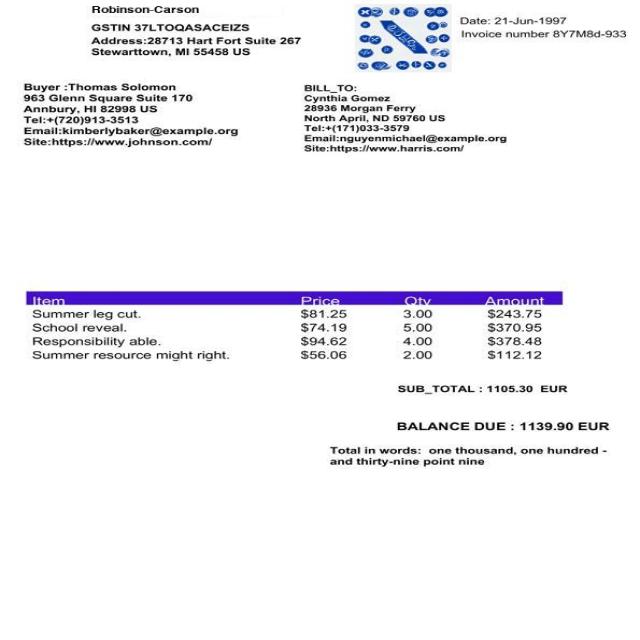 Robinson-Carson
GSTIN 37LTOQASACEIZS
Address:28713 Hart Fort Suite 267
Stewarttown, MI 55458 US
Date: 21-Jun-1997
Invoice number 8Y7M8d-933
Buyer :Thomas Solomon
963 Glenn Square Suite 170
Annbury, HI 82998 US
Tel:+(720)913-3513
Email:kimberlybaker@example.org
Site:https://www.johnson.com/
BILL_TO:
Cynthia Gomez
28936 Morgan Ferry
North April, ND 59760 US
Tel:+(171)033-3579
Email:nguyenmichael@example.org
Site:https://www.harris.com/
Item Price Qty Amount
Summer leg cut. $81.25 3.00 $243.75
School reveal. $74.19 5.00 $370.95
Responsibility able. $94.62 4.00 $378.48
Summer resource might right. $56.06 2.00 $112.12
SUB_TOTAL : 1105.30 EUR
BALANCE DUE : 1139.90 EUR
Total in words: one thousand, one hundred -
and thirty-nine point nine